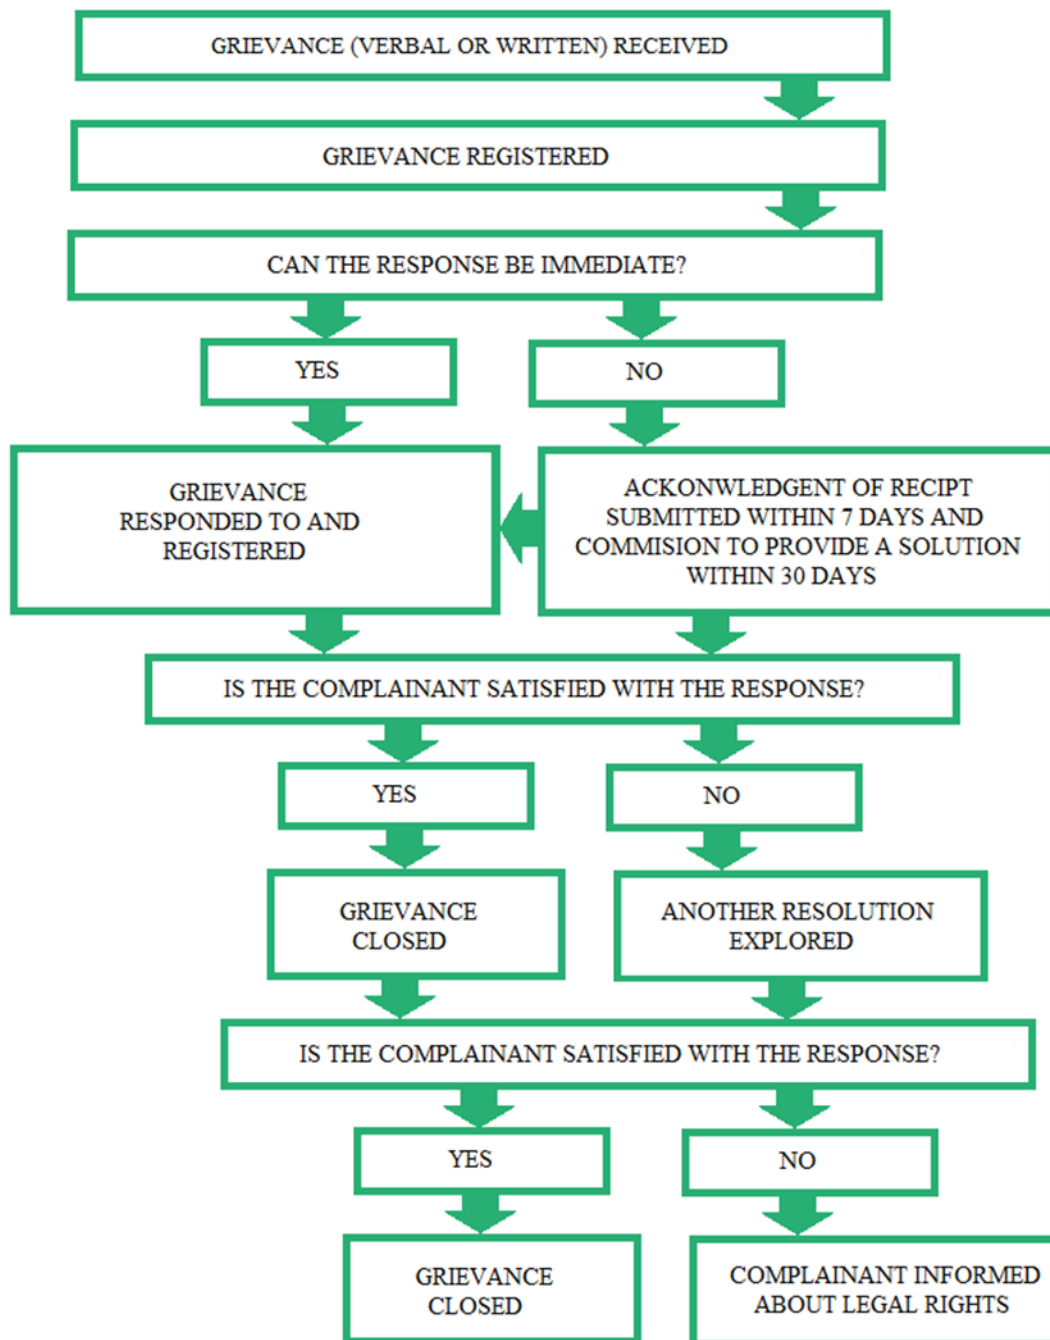 GRIEVANCE (VERBAL OR WRITTEN) RECEIVED
GRIEVANCE REGISTERED
CAN THE RESPONSE BE IMMEDIATE?
YES
NO
GRIEVANCE
RESPONDED TO AND
REGISTERED
ACKONWLEDGENT OF RECIPT
SUBMITTED WITHIN 7 DAYS AND
COMMISION TO PROVIDE A SOLUTION
WITHIN 30 DAYS
IS THE COMPLAINANT SATISFIED WITH THE RESPONSE?
YES
NO
GRIEVANCE
CLOSED
ANOTHER RESOLUTION
EXPLORED
IS THE COMPLAINANT SATISFIED WITH THE RESPONSE?
YES
NO
GRIEVANCE
CLOSED
COMPLAINANT INFORMED
ABOUT LEGAL RIGHTS